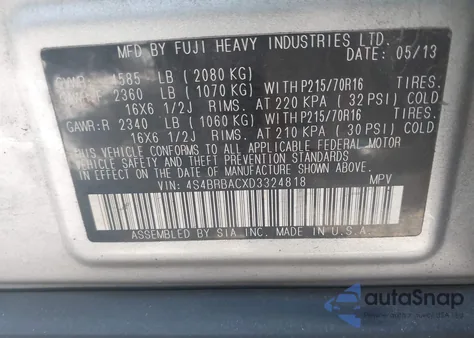 MFD. BY FUJI HEAVY INDUSTRIES LTD.
DATE: 05/13
GVWR: 4585 LB (2080 KG)
2360 LB (1070 KG) WITH P215/70R16 TIRES.
16X6 1/2J RIMS. AT 220 KPA (32 PSI) COLD
GAWR:R 2340 LB (1060 KG) WITH P215/70R16 TIRES.
16X6 1/2J RIMS. AT 210 KPA (30 PSI) COLD
THIS VEHICLE CONFORMS TO ALL APPLICABLE FEDERAL MOTOR
VEHICLE SAFETY AND THEFT PREVENTION STANDARDS
IN EFFECT ON THE DATE OF MANUFACTURE SHOWN ABOVE.
VIN: 4S4BRBACXD3324818 MPV
ASSEMBLED BY SIA, INC. MADE IN U.S.A.
autoSnap